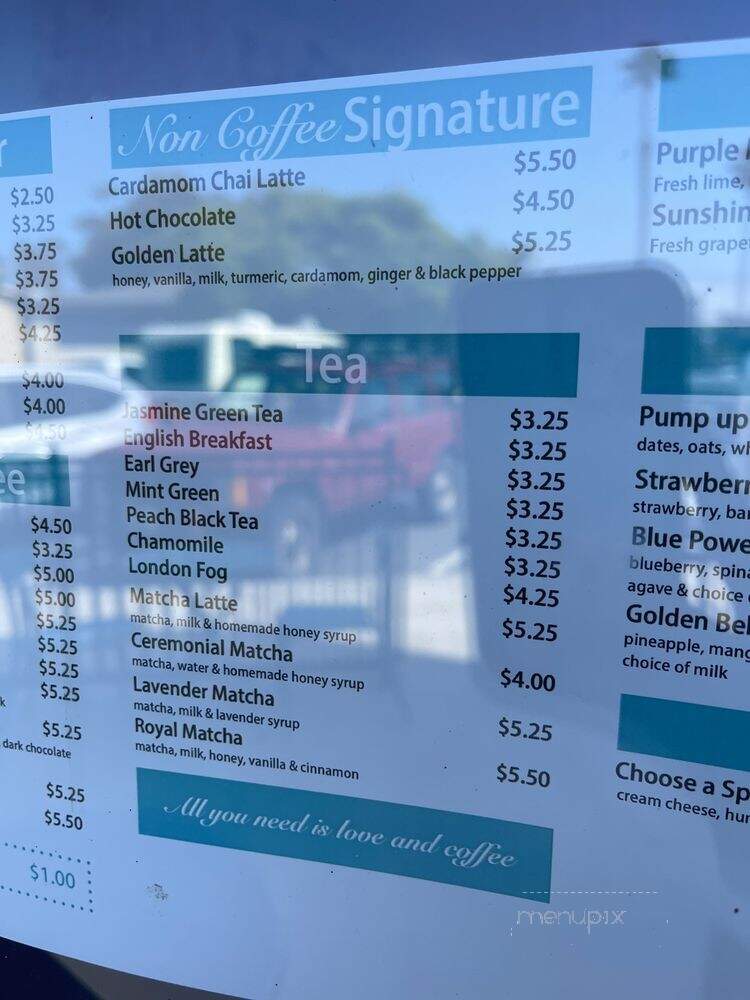 r
$2.50
$3.25
$3.75
$3.75
$3.25
$4.25
$4.00
$4.00
$4.50
ee
$4.50
$3.25
$5.00
$5.00
$5.25
$5.25
$5.25
$5.25
k
$5.25
dark chocolate
$5.25
$5.50
$1.00
Non Coffee Signature
Cardamom Chai Latte $5.50
Hot Chocolate $4.50
Golden Latte $5.25
honey, vanilla, milk, turmeric, cardamom, ginger & black pepper
Tea
Jasmine Green Tea $3.25
English Breakfast $3.25
Earl Grey $3.25
Mint Green $3.25
Peach Black Tea $3.25
Chamomile $3.25
London Fog $4.25
Matcha Latte $5.25
matcha, milk & homemade honey syrup
Ceremonial Matcha $4.00
matcha, water & homemade honey syrup
Lavender Matcha $5.25
matcha, milk & lavender syrup
Royal Matcha $5.50
matcha, milk, honey, vanilla & cinnamon
All you need is love and coffee
Purple
Fresh lime,
Sunshin
Fresh grape
Pump up
dates, oats, wh
Strawberr
strawberry, ban
Blue Powe
blueberry, spina
agave & choice
Golden Bel
pineapple, mang
choice of milk
Choose a Sp
cream cheese, hum
menupix